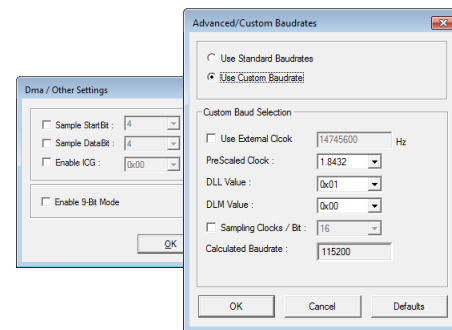 Advanced/Custom Baudrates
Use Standard Baudrates
Use Custom Baudrate
Custom Baud Selection
Use External Clcok 14745600 Hz
PreScaled Clock : 1.8432
DLL Value : 0x01
DLM Value : 0x00
Sampling Clocks / Bit : 16
Calculated Baudrate : 115200
OK Cancel Defaults
Dma / Other Settings
Sample StartBit : 4
Sample DataBit : 4
Enable ICG : 0x00
Enable 9-Bit Mode
OK